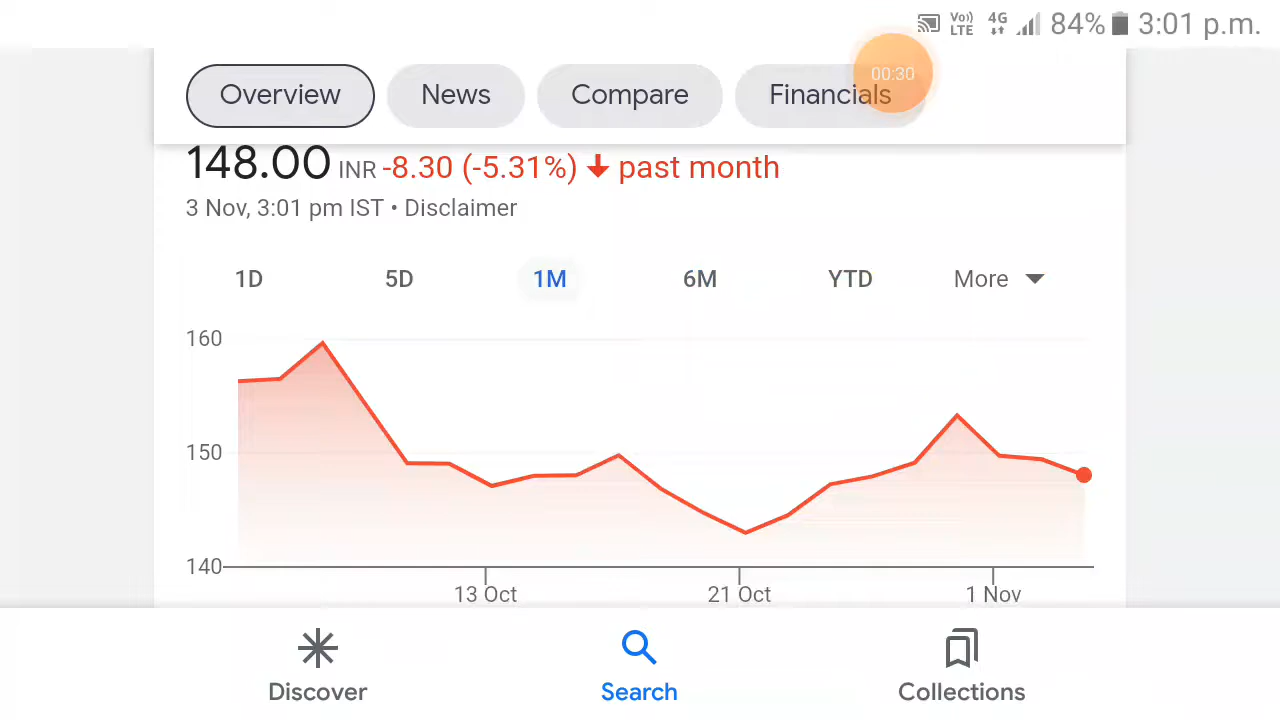 Vo)) LTE 4G 84% 3:01 p.m.
00:30
Overview News Compare Financials
148.00 INR -8.30 (-5.31%) past month
3 Nov, 3:01 pm IST • Disclaimer
1D 5D 1M 6M YTD More
160
150
140
13 Oct 21 Oct 1 Nov
Discover Search Collections